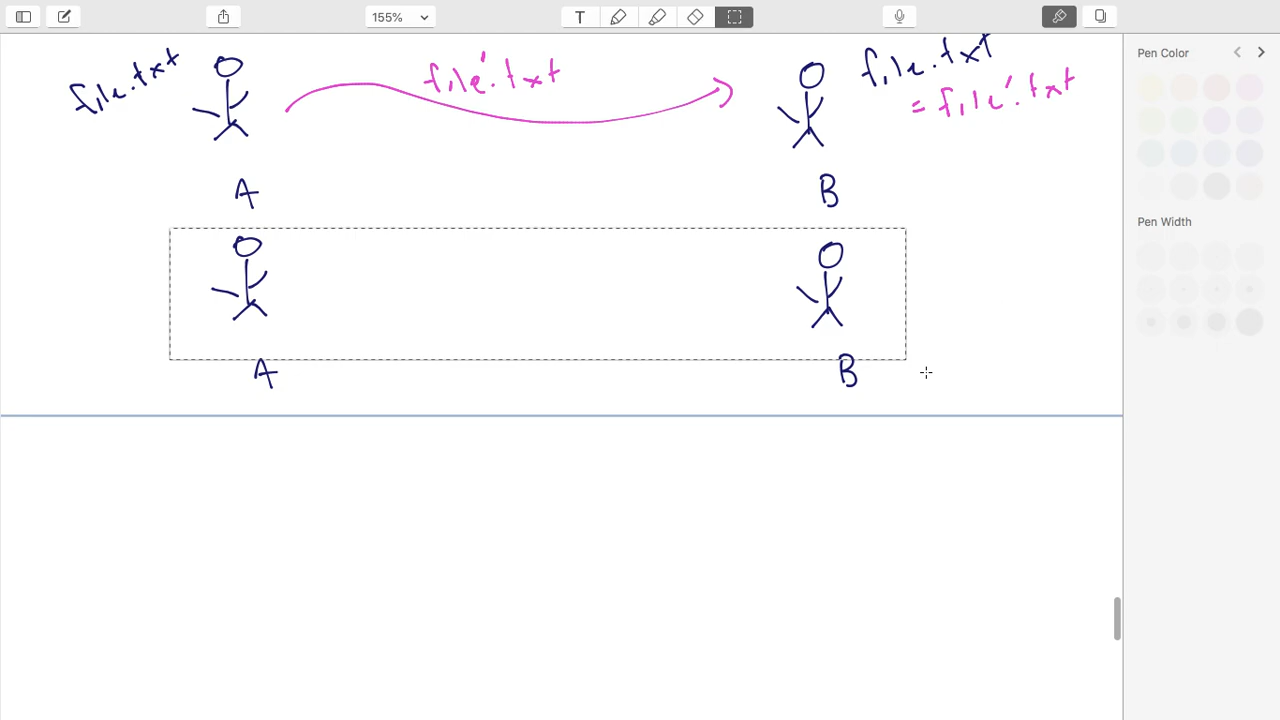 155%
T
Pen Color
file.txt
file'.txt
file.txt
= file'.txt
A
B
Pen Width
A
B